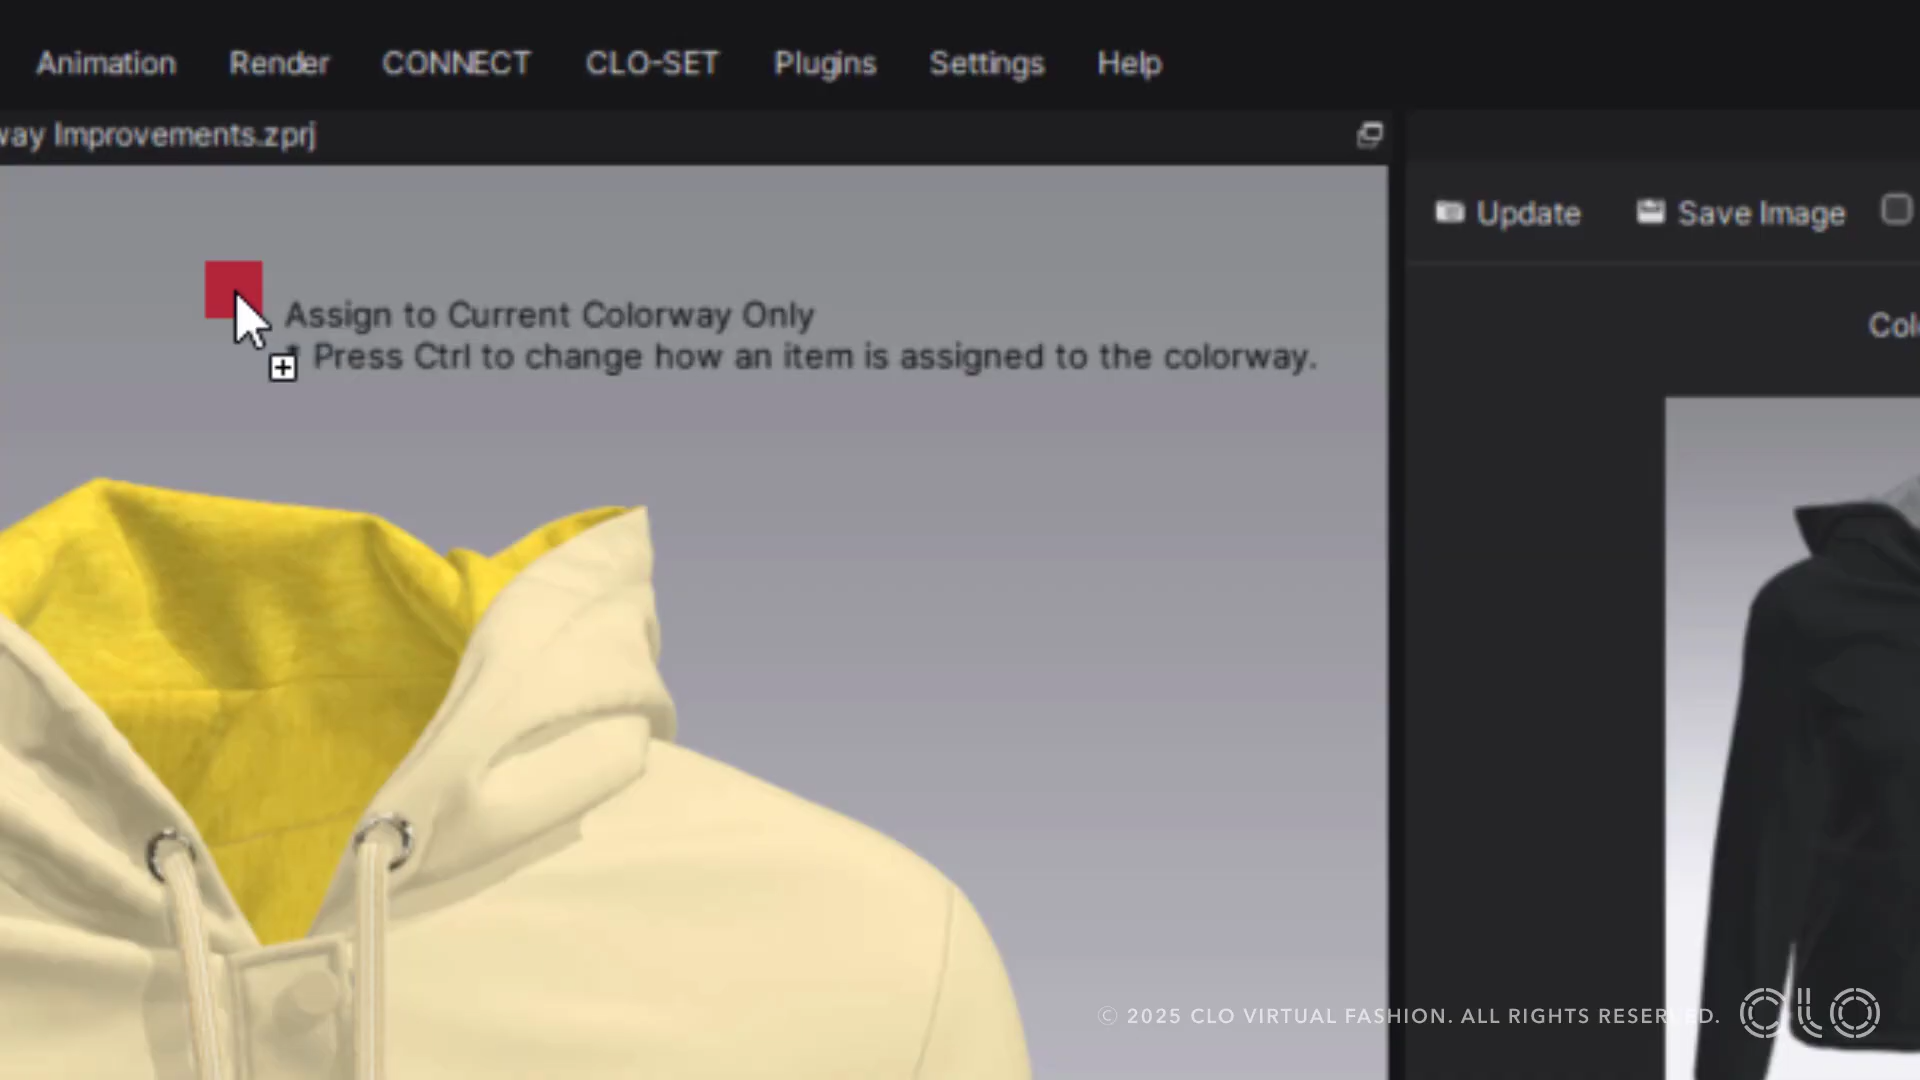 Animation Render CONNECT CLO-SET Plugins Settings Help
way Improvements.zprj
Update Save Image
Assign to Current Colorway Only
* Press Ctrl to change how an item is assigned to the colorway.
© 2025 CLO VIRTUAL FASHION. ALL RIGHTS RESERVED. CLO